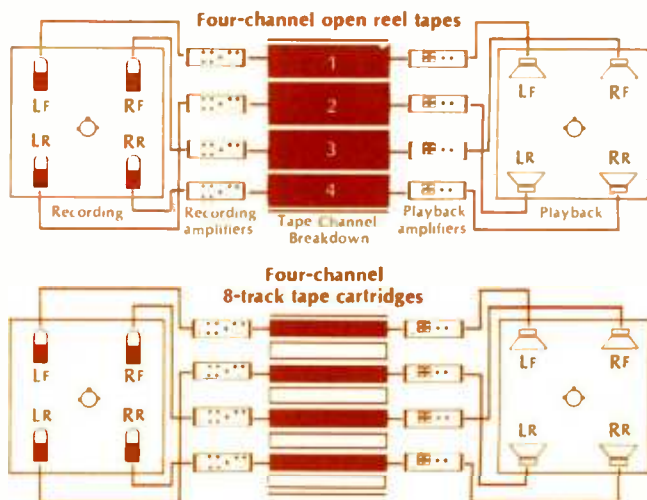 Four-channel open reel tapes
1
LF RF LF RF
2
LR RR 3 LR RR
4
Recording Recording amplifiers Tape Channel Breakdown Playback amplifiers Playback
Four-channel
8-track tape cartridges
LF RF LF RF
LR RR LR RR